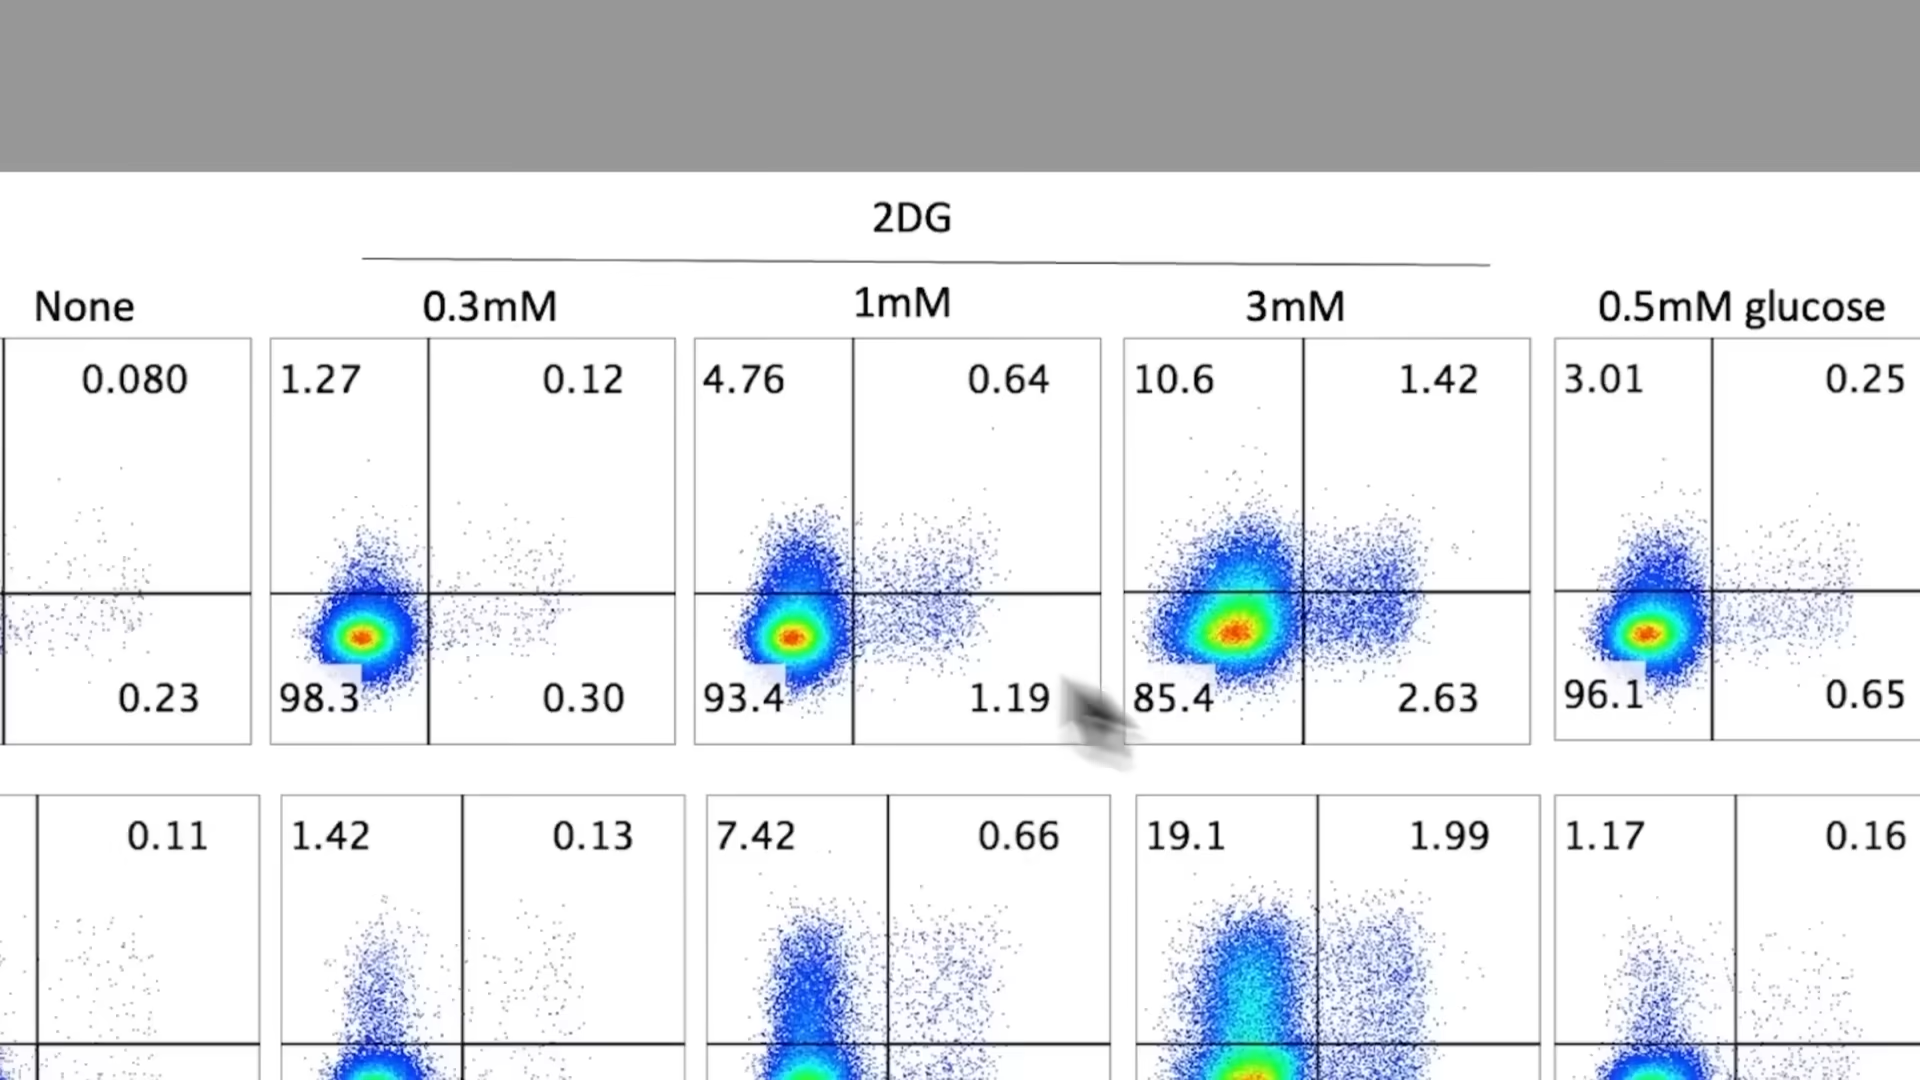 2DG
None 0.3mM 1mM 3mM 0.5mM glucose
0.080 1.27 0.12 4.76 0.64 10.6 1.42 3.01 0.25
0.23 98.3 0.30 93.4 1.19 85.4 2.63 96.1 0.65
0.11 1.42 0.13 7.42 0.66 19.1 1.99 1.17 0.16